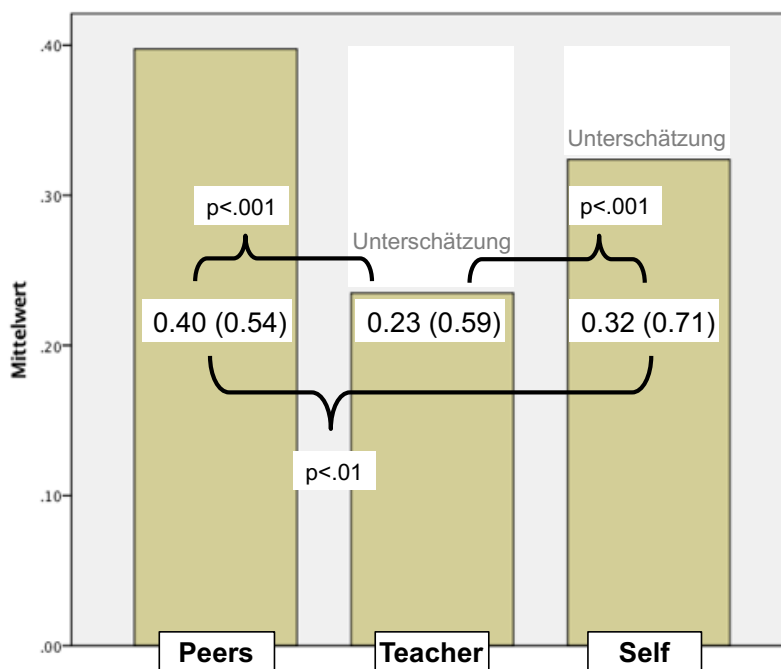 .40
Unterschätzung
.30
p<.001
p<.001
Unterschätzung
Mittelwert
0.40 (0.54)
0.23 (0.59)
0.32 (0.71)
.20
p<.01
.10
.00
Peers
Teacher
Self